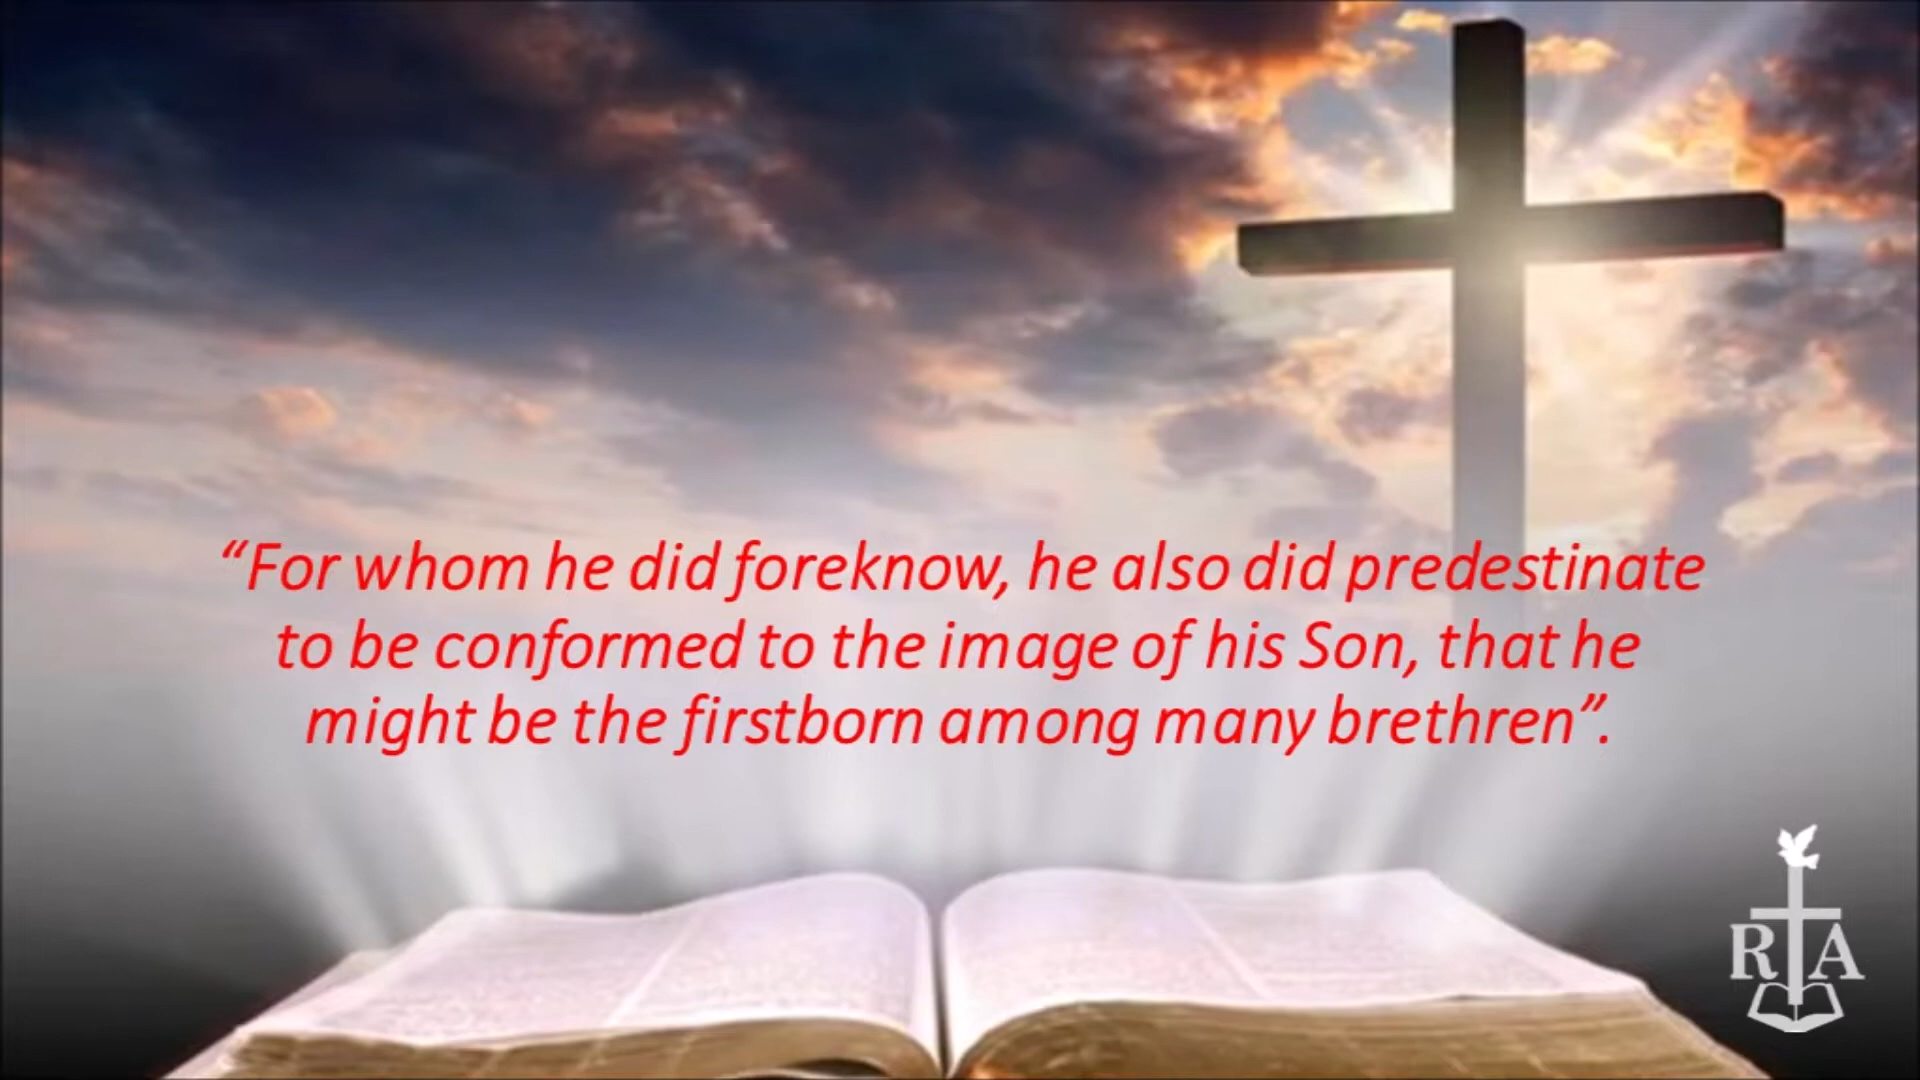 “For whom he did foreknow, he also did predestinate
to be conformed to the image of his Son, that he
might be the firstborn among many brethren”.
R A